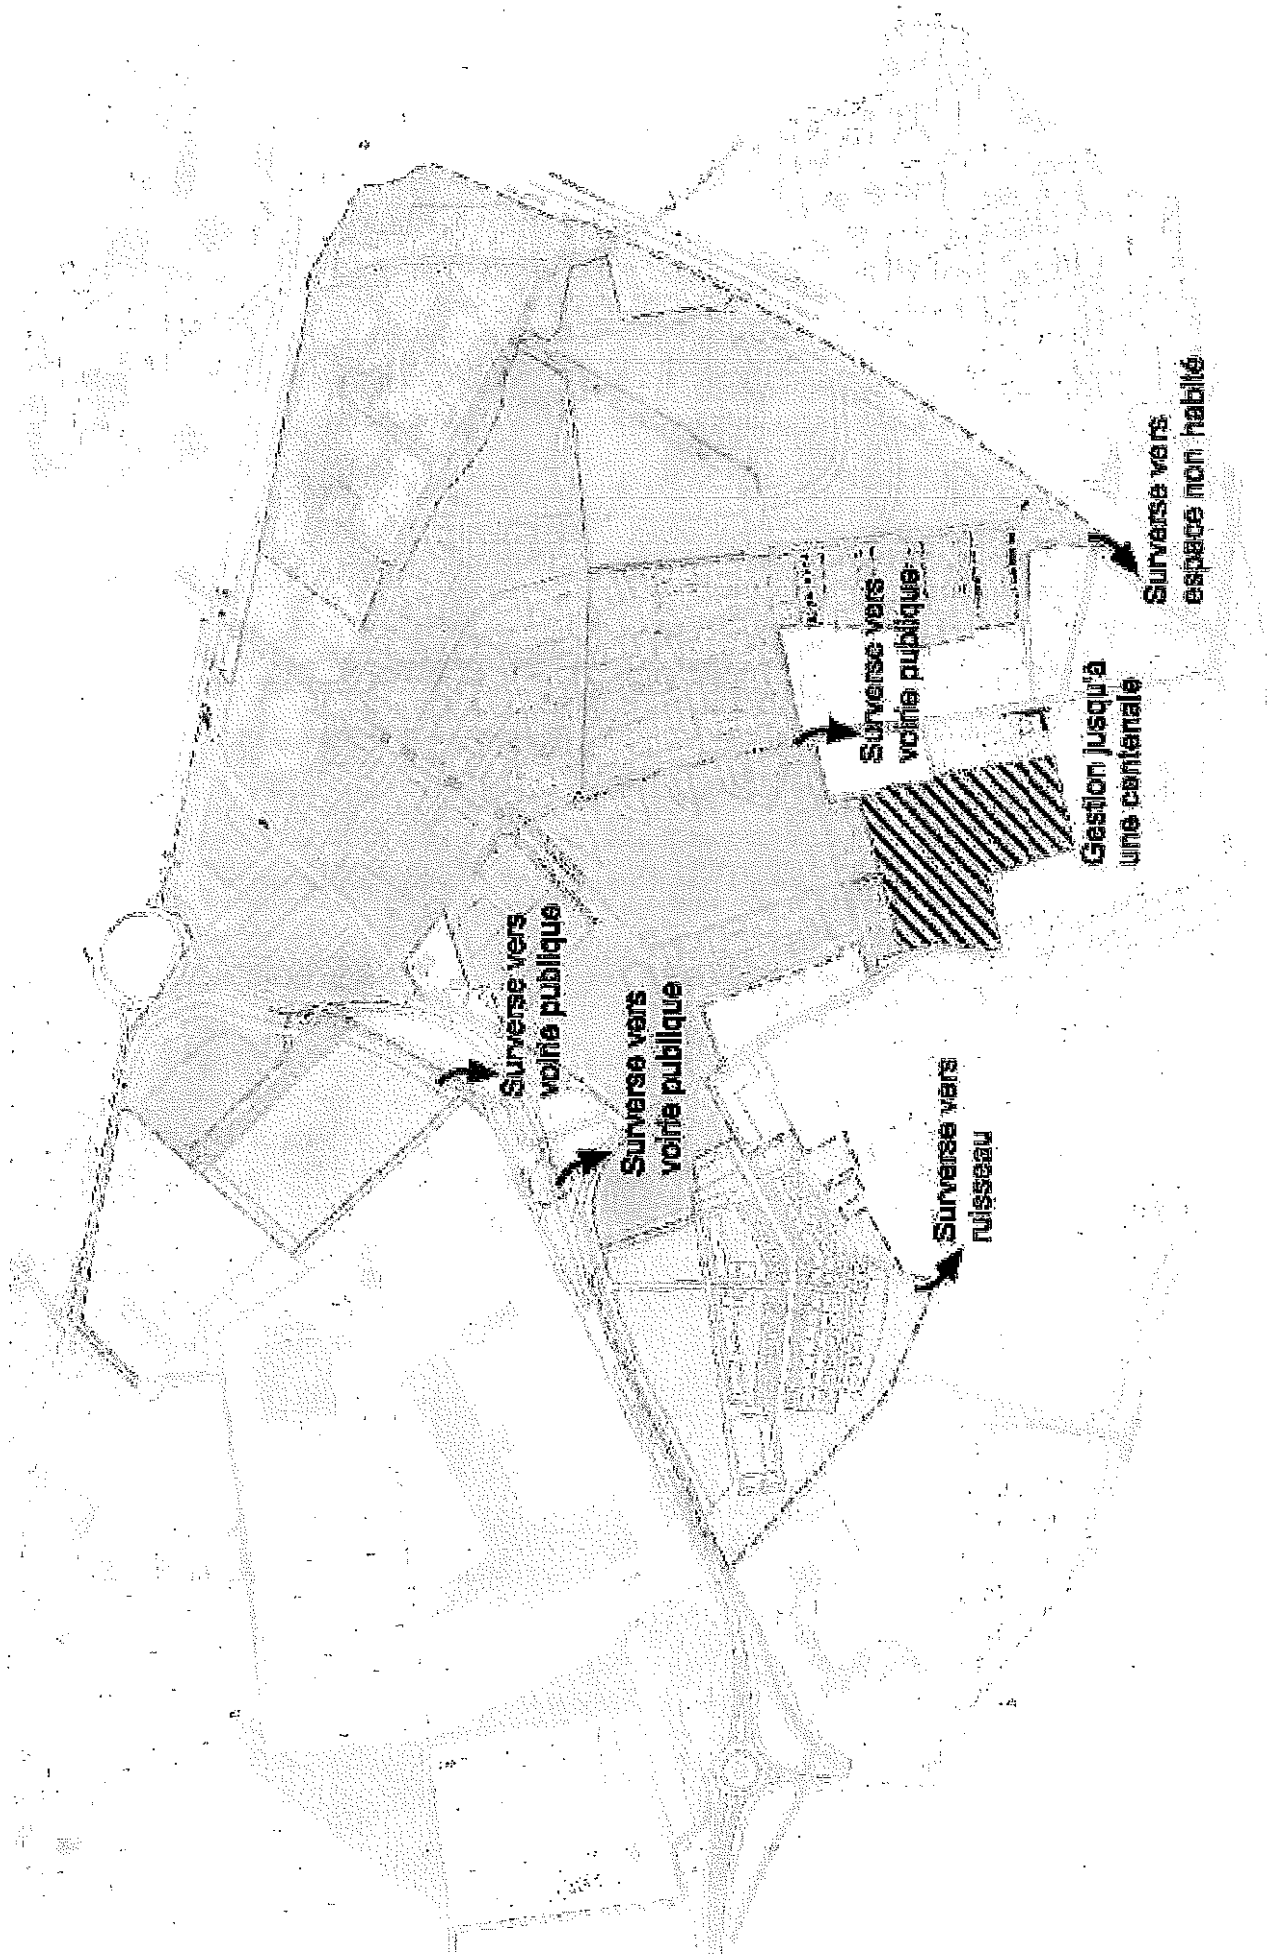 Surverse vers
voirie publique
Surverse vers
voirie publique
Surverse vers
ruisseau
Surverse vers
voirie publique
Gestion jusqu'à
une centenale
Surverse vers
espace non habité